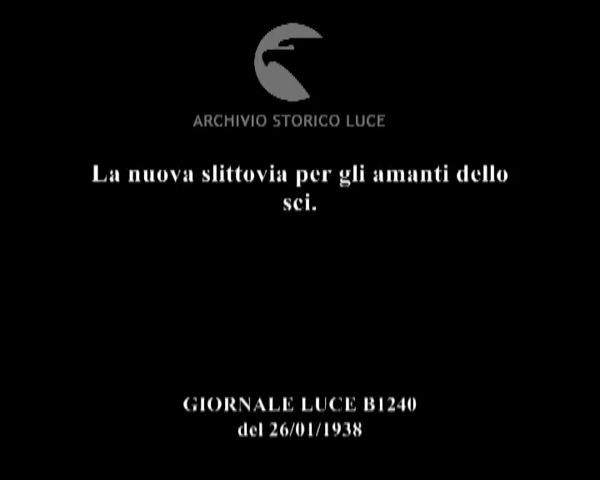 ARCHIVIO STORICO LUCE
La nuova slittovia per gli amanti dello
sci.
GIORNALE LUCE B1240
del 26/01/1938